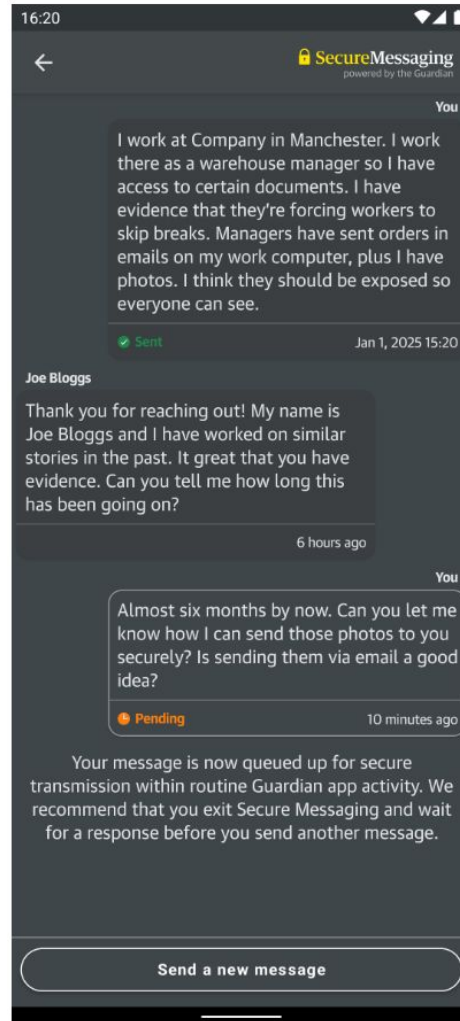 16:20
SecureMessaging
powered by the Guardian
You
I work at Company in Manchester. I work
there as a warehouse manager so I have
access to certain documents. I have
evidence that they're forcing workers to
skip breaks. Managers have sent orders in
emails on my work computer, plus I have
photos. I think they should be exposed so
everyone can see.
Sent Jan 1, 2025 15:20
Joe Bloggs
Thank you for reaching out! My name is
Joe Bloggs and I have worked on similar
stories in the past. It great that you have
evidence. Can you tell me how long this
has been going on?
6 hours ago
You
Almost six months by now. Can you let me
know how I can send those photos to you
securely? Is sending them via email a good
idea?
Pending 10 minutes ago
Your message is now queued up for secure
transmission within routine Guardian app activity. We
recommend that you exit Secure Messaging and wait
for a response before you send another message.
Send a new message